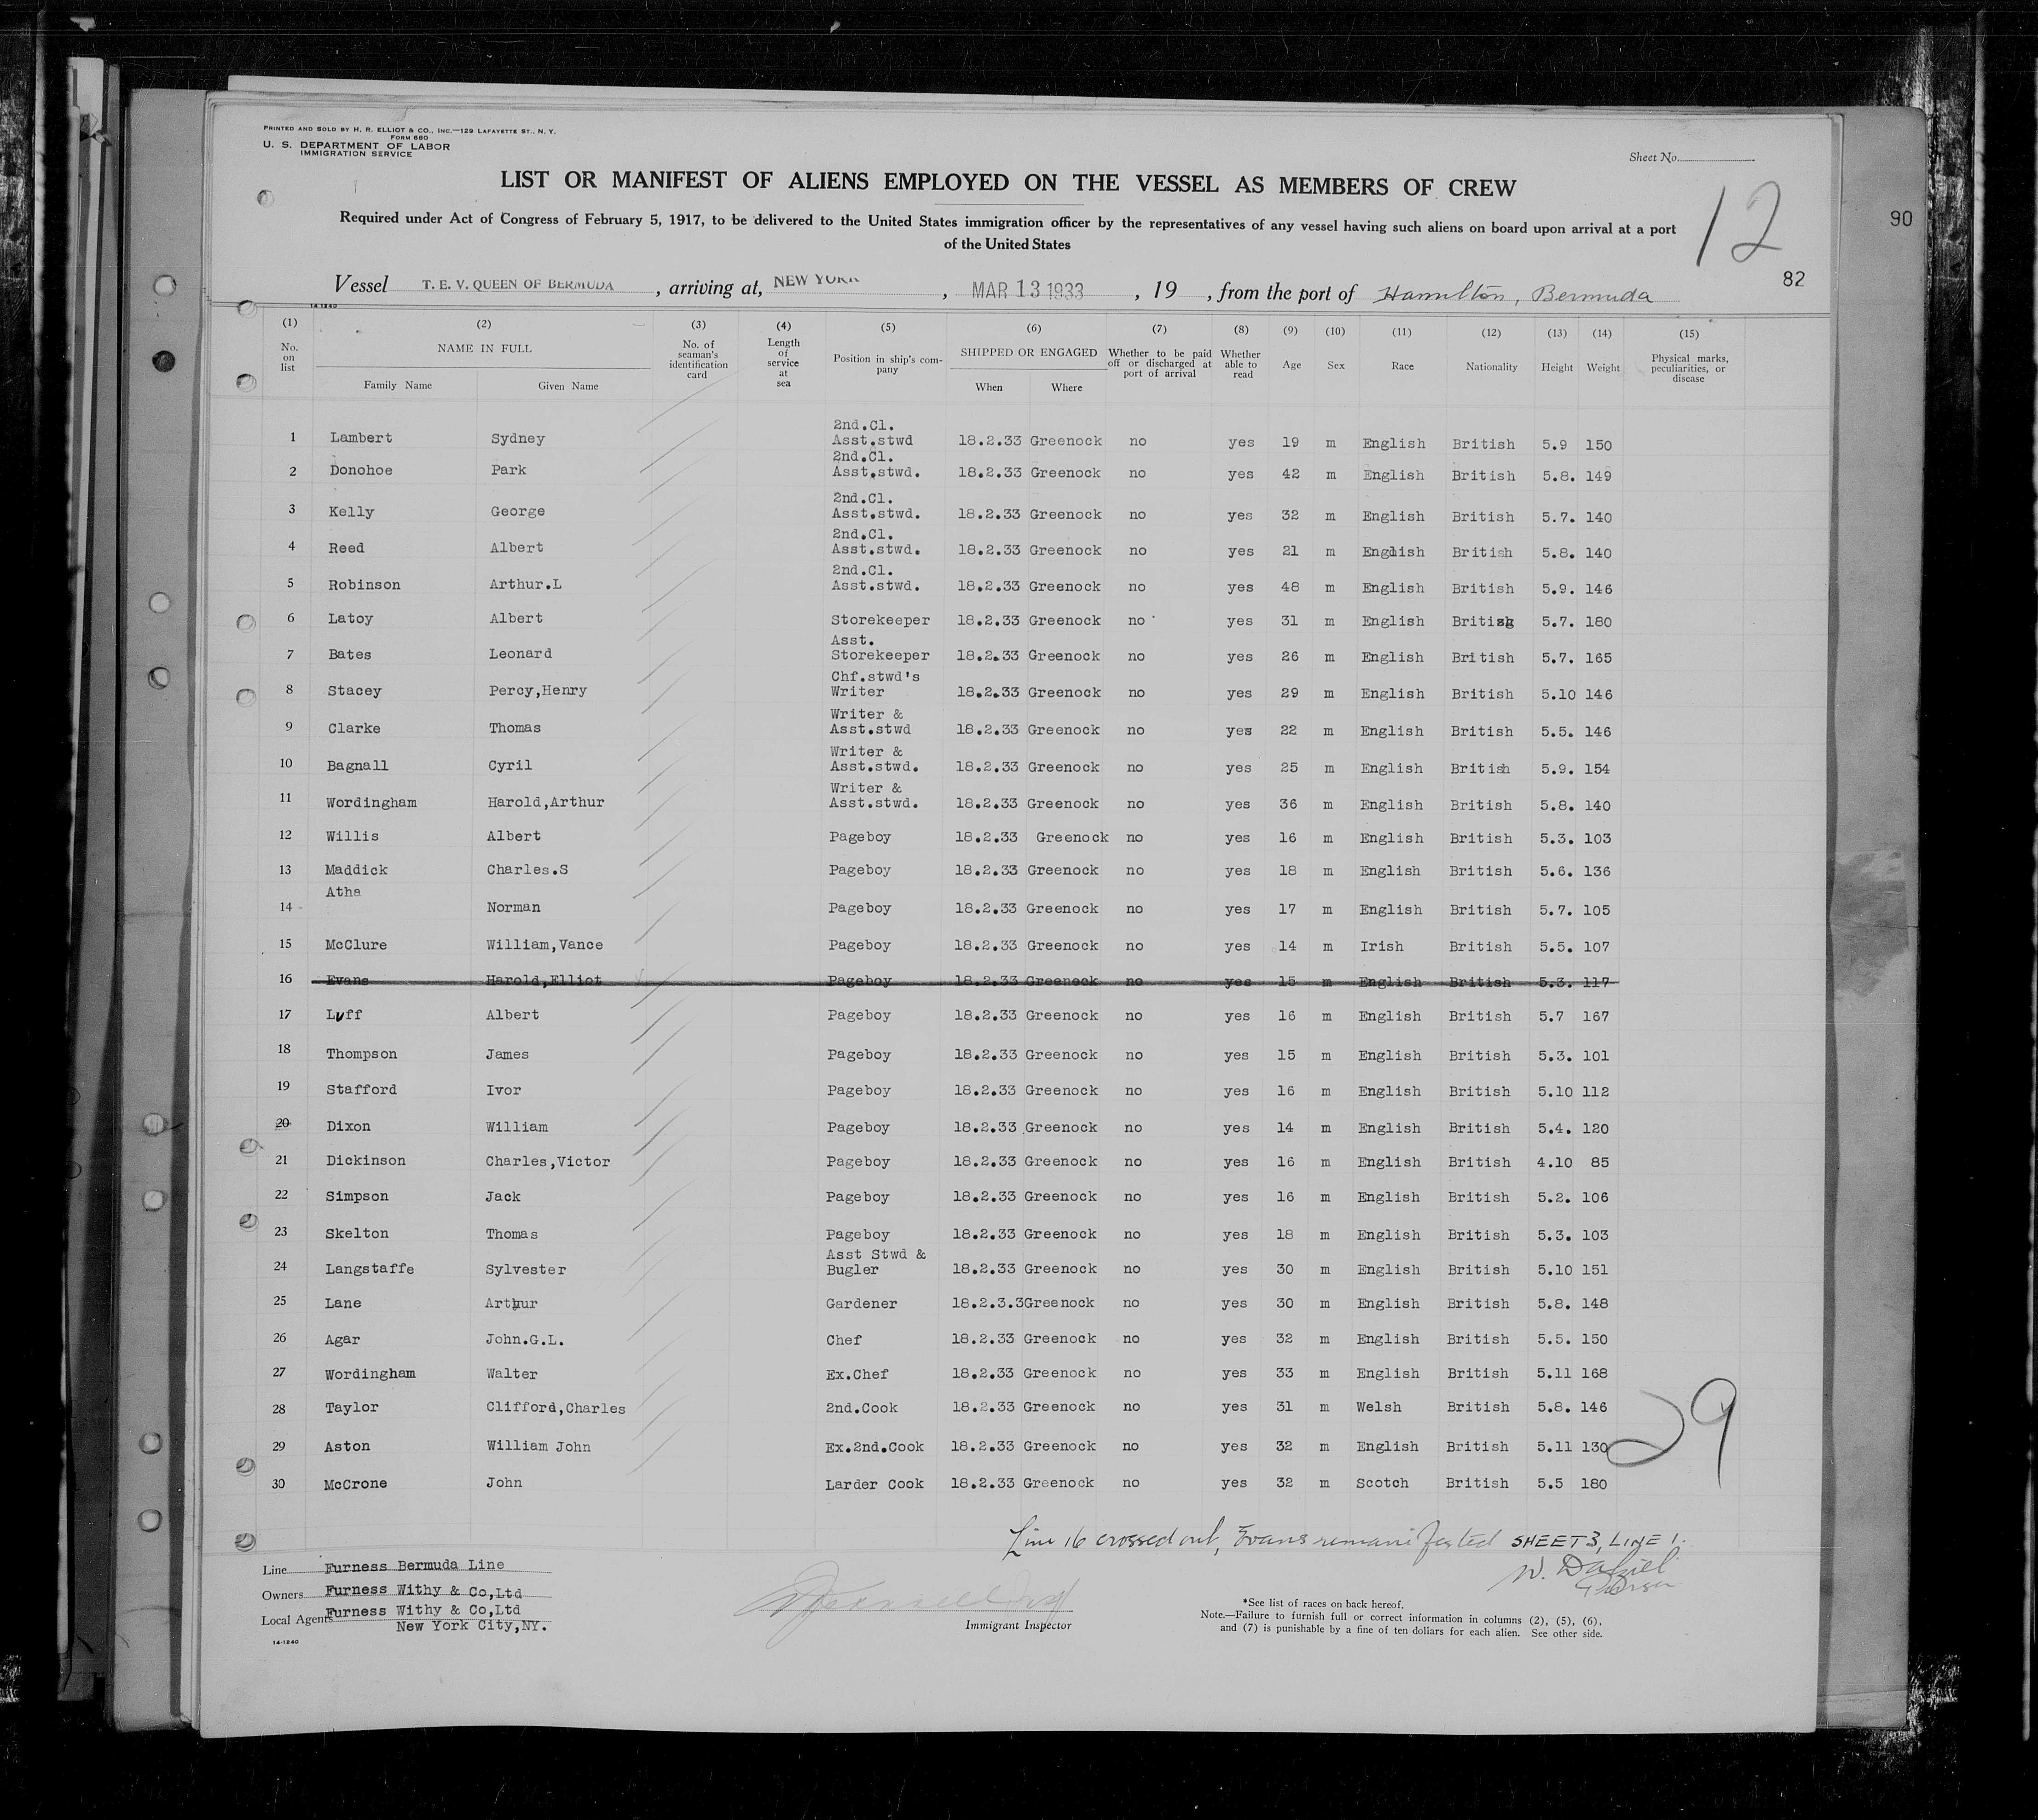 PRINTED AND SOLD BY H. R. ELLIOT & CO., INC.—129 LAFAYETTE ST., N. Y.
FORM 680
U. S. DEPARTMENT OF LABOR
IMMIGRATION SERVICE
Sheet No.
LIST OR MANIFEST OF ALIENS EMPLOYED ON THE VESSEL AS MEMBERS OF CREW
12
90
Required under Act of Congress of February 5, 1917, to be delivered to the United States immigration officer by the representatives of any vessel having such aliens on board upon arrival at a port
of the United States
82
Vessel T. E. V. QUEEN OF BERMUDA , arriving at, NEW YORK , MAR 13 1933 , 19 , from the port of Hamilton, Bermuda
14-1240
(1) (2) (3) (4) (5) (6) (7) (8) (9) (10) (11) (12) (13) (14) (15)
No. on list NAME IN FULL Family Name Given Name No. of seaman's identification card Length of service at sea Position in ship's company SHIPPED OR ENGAGED When Where Whether to be paid off or discharged at port of arrival Whether able to read Age Sex Race Nationality Height Weight Physical marks, peculiarities, or disease
1 Lambert Sydney 2nd.Cl. Asst.stwd 18.2.33 Greenock no yes 19 m English British 5.9 150
2 Donohoe Park 2nd.Cl. Asst.stwd. 18.2.33 Greenock no yes 42 m English British 5.8. 149
3 Kelly George 2nd.Cl. Asst.stwd. 18.2.33 Greenock no yes 32 m English British 5.7. 140
4 Reed Albert 2nd.Cl. Asst.stwd. 18.2.33 Greenock no yes 21 m English British 5.8. 140
5 Robinson Arthur.L 2nd.Cl. Asst.stwd. 18.2.33 Greenock no yes 48 m English British 5.9. 146
6 Latoy Albert Storekeeper 18.2.33 Greenock no yes 31 m English British 5.7. 180
7 Bates Leonard Asst. Storekeeper 18.2.33 Greenock no yes 26 m English British 5.7. 165
8 Stacey Percy,Henry Chf.stwd's Writer 18.2.33 Greenock no yes 29 m English British 5.10 146
9 Clarke Thomas Writer & Asst.stwd 18.2.33 Greenock no yes 22 m English British 5.5. 146
10 Bagnall Cyril Writer & Asst.stwd. 18.2.33 Greenock no yes 25 m English British 5.9. 154
11 Wordingham Harold,Arthur Writer & Asst.stwd. 18.2.33 Greenock no yes 36 m English British 5.8. 140
12 Willis Albert Pageboy 18.2.33 Greenock no yes 16 m English British 5.3. 103
13 Maddick Charles.S Pageboy 18.2.33 Greenock no yes 18 m English British 5.6. 136
14 Atha Norman Pageboy 18.2.33 Greenock no yes 17 m English British 5.7. 105
15 McClure William,Vance Pageboy 18.2.33 Greenock no yes 14 m Irish British 5.5. 107
16 Evans Harold,Elliot Pageboy 18.2.33 Greenock no yes 15 m English British 5.3. 117
17 Luff Albert Pageboy 18.2.33 Greenock no yes 16 m English British 5.7 167
18 Thompson James Pageboy 18.2.33 Greenock no yes 15 m English British 5.3. 101
19 Stafford Ivor Pageboy 18.2.33 Greenock no yes 16 m English British 5.10 112
20 Dixon William Pageboy 18.2.33 Greenock no yes 14 m English British 5.4. 120
21 Dickinson Charles,Victor Pageboy 18.2.33 Greenock no yes 16 m English British 4.10 85
22 Simpson Jack Pageboy 18.2.33 Greenock no yes 16 m English British 5.2. 106
23 Skelton Thomas Pageboy 18.2.33 Greenock no yes 18 m English British 5.3. 103
24 Langstaffe Sylvester Asst Stwd & Bugler 18.2.33 Greenock no yes 30 m English British 5.10 151
25 Lane Arthur Gardener 18.2.3.3Greenock no yes 30 m English British 5.8. 148
26 Agar John.G.L. Chef 18.2.33 Greenock no yes 32 m English British 5.5. 150
27 Wordingham Walter Ex.Chef 18.2.33 Greenock no yes 33 m English British 5.11 168
28 Taylor Clifford,Charles 2nd.Cook 18.2.33 Greenock no yes 31 m Welsh British 5.8. 146
29 Aston William John Ex.2nd.Cook 18.2.33 Greenock no yes 32 m English British 5.11 130
30 McCrone John Larder Cook 18.2.33 Greenock no yes 32 m Scotch British 5.5 180
29
Line 16 crossed out, Evans remanifested SHEET 3, LINE 1.
Line Furness Bermuda Line
Owners Furness Withy & Co,Ltd
Local Agents Furness Withy & Co,Ltd
New York City,NY.
14-1240
Immigrant Inspector
*See list of races on back hereof.
Note.—Failure to furnish full or correct information in columns (2), (5), (6),
and (7) is punishable by a fine of ten dollars for each alien. See other side.